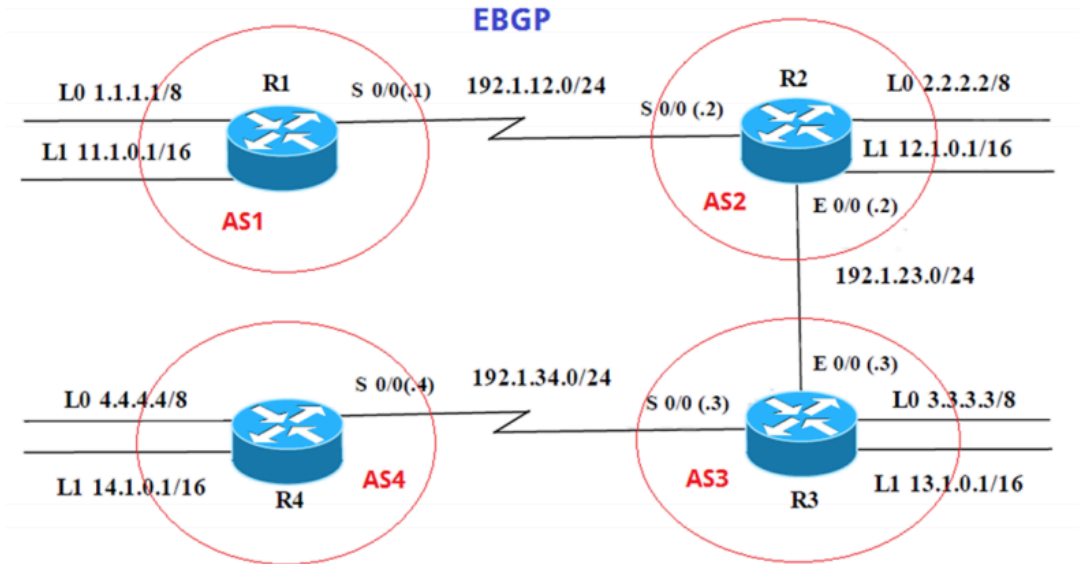 EBGP
R1
L0 1.1.1.1/8
S 0/0(.1)
192.1.12.0/24
L1 11.1.0.1/16
AS1
R2
S 0/0 (.2)
L0 2.2.2.2/8
L1 12.1.0.1/16
AS2
E 0/0 (.2)
192.1.23.0/24
L0 4.4.4.4/8
S 0/0(.4)
192.1.34.0/24
L1 14.1.0.1/16
R4
AS4
E 0/0 (.3)
S 0/0 (.3)
L0 3.3.3.3/8
AS3
R3
L1 13.1.0.1/16